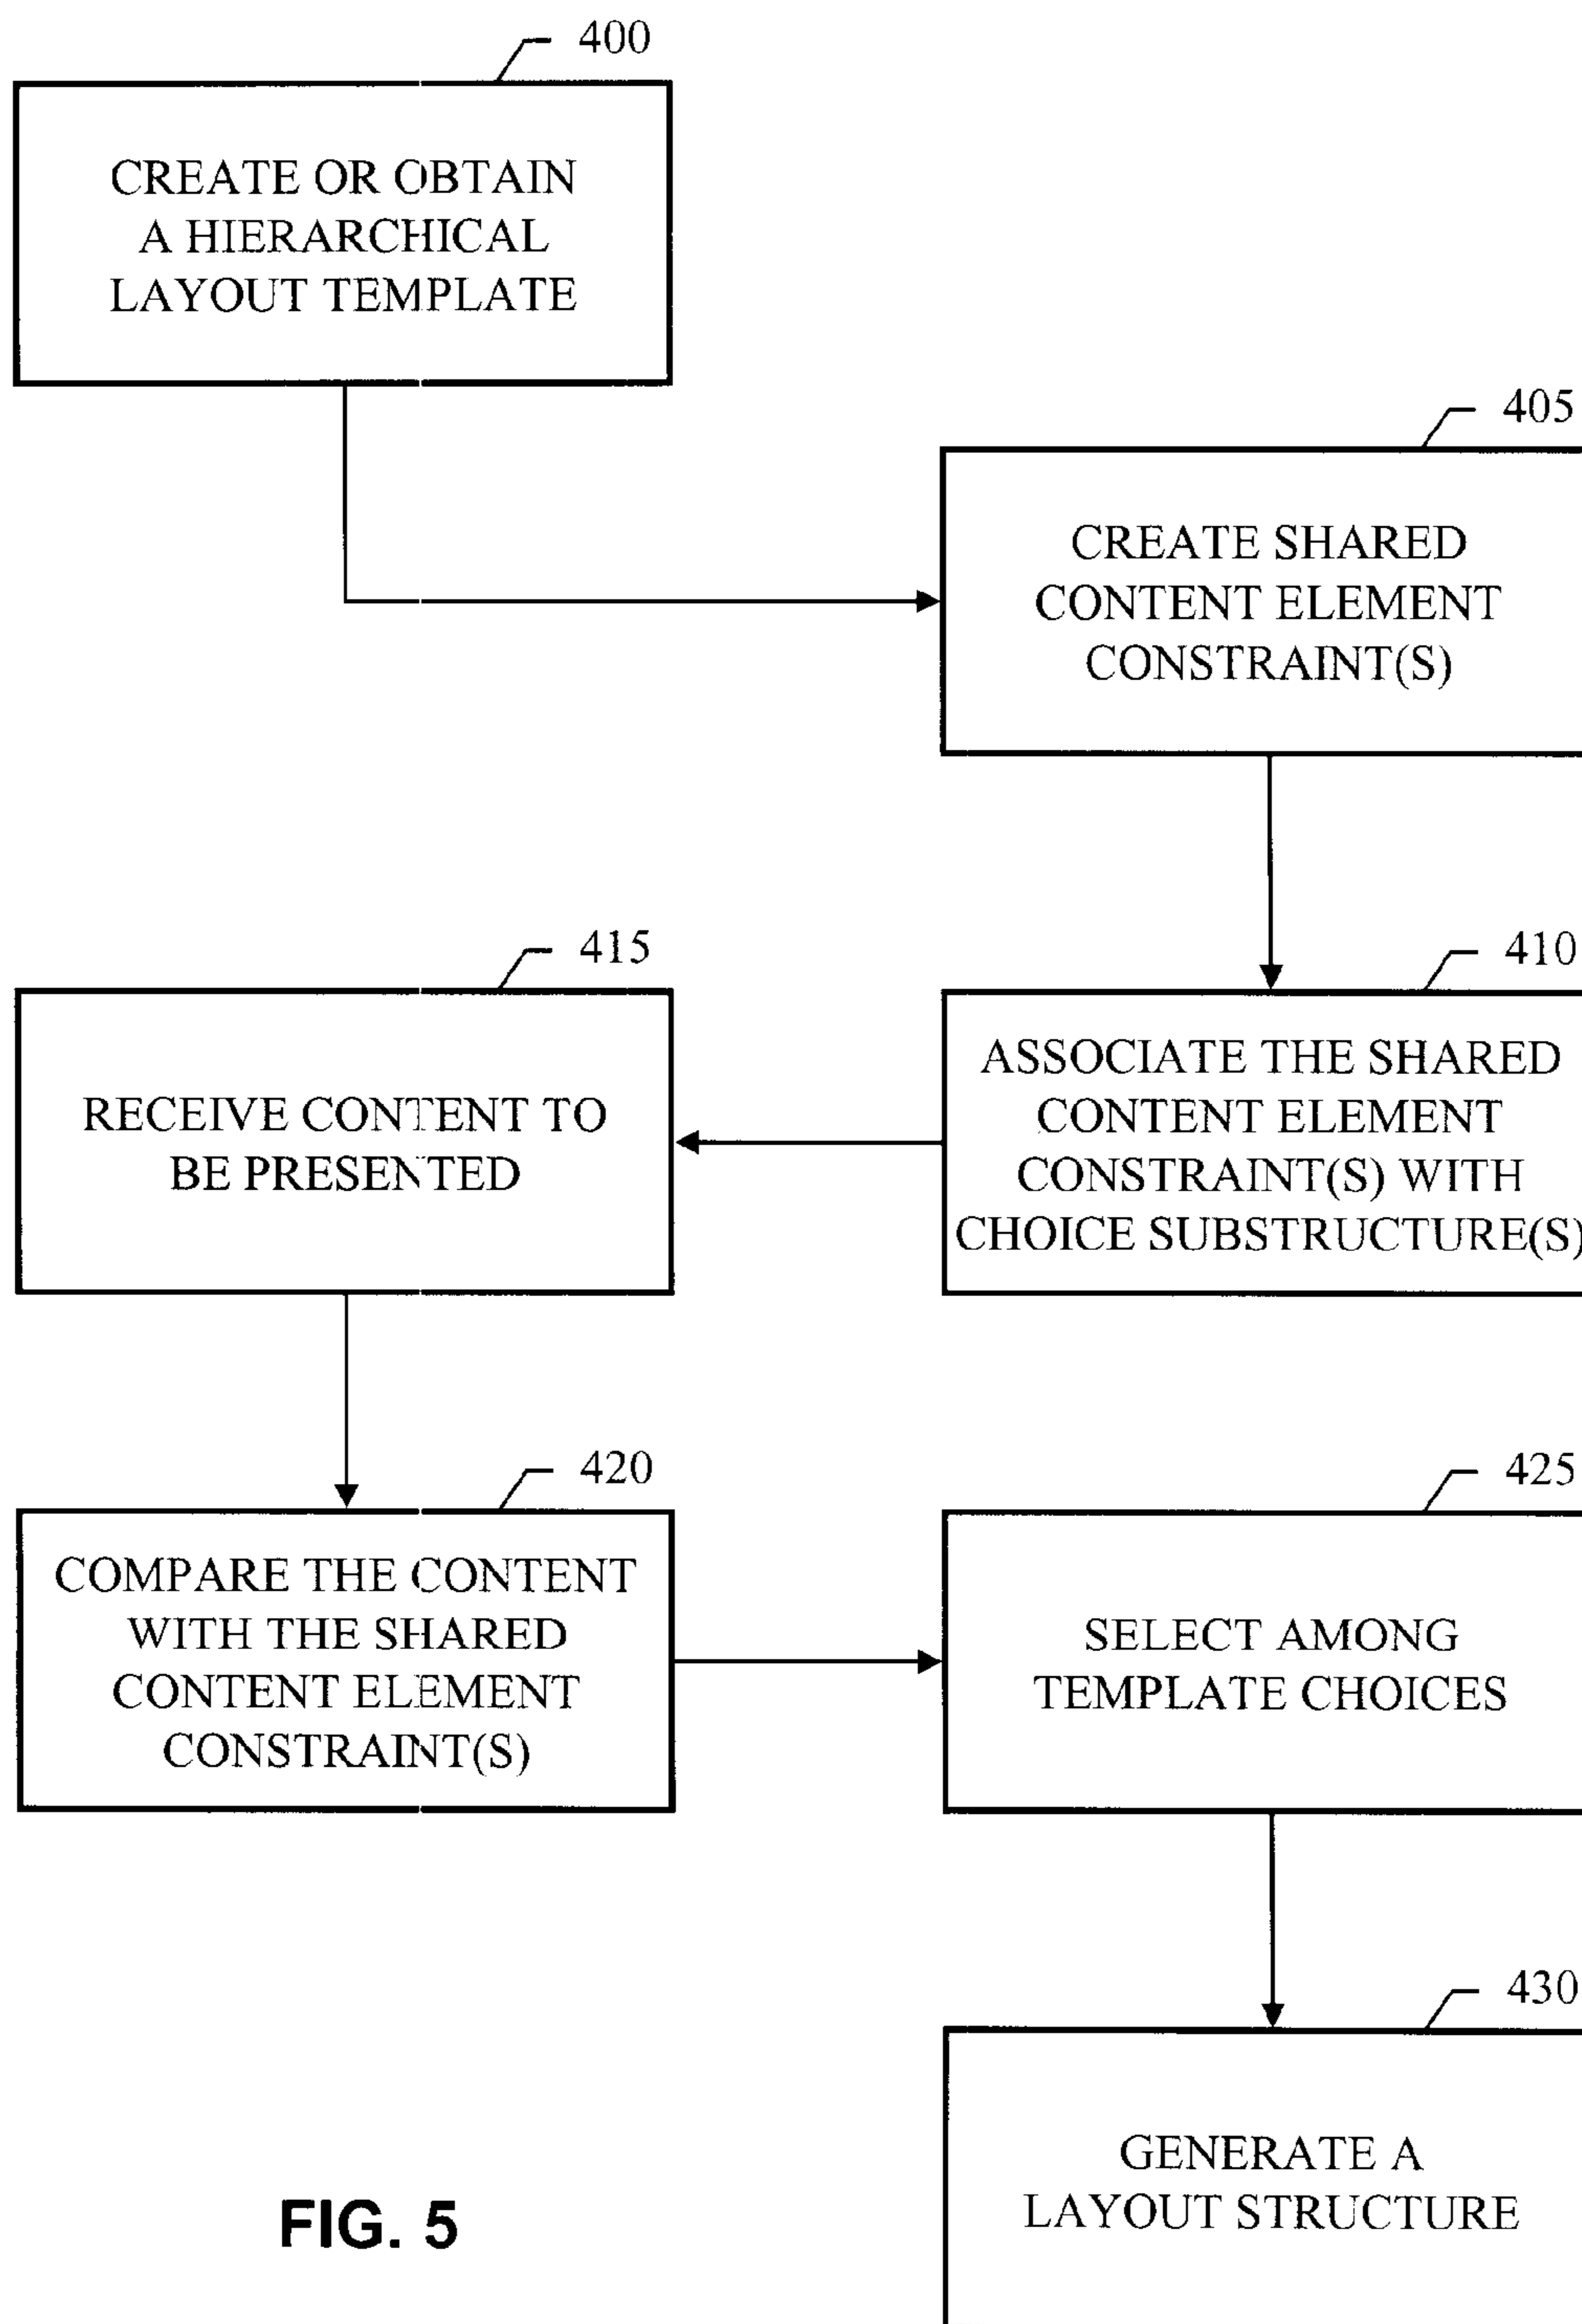 400
CREATE OR OBTAIN
A HIERARCHICAL
LAYOUT TEMPLATE
405
CREATE SHARED
CONTENT ELEMENT
CONSTRAINT(S)
410
ASSOCIATE THE SHARED
CONTENT ELEMENT
CONSTRAINT(S) WITH
CHOICE SUBSTRUCTURE(S)
415
RECEIVE CONTENT TO
BE PRESENTED
420
COMPARE THE CONTENT
WITH THE SHARED
CONTENT ELEMENT
CONSTRAINT(S)
425
SELECT AMONG
TEMPLATE CHOICES
430
GENERATE A
LAYOUT STRUCTURE
FIG. 5